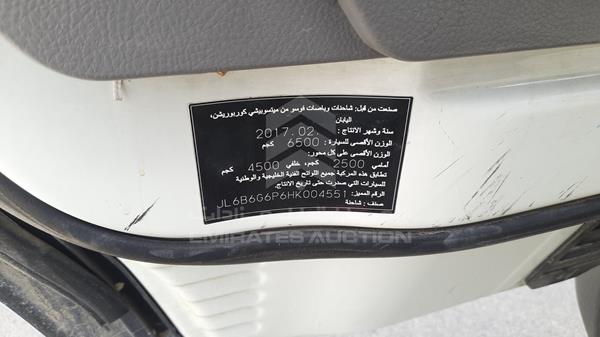 صنعت من قبل: شاحنات وباصات فوسو من ميتسوبيشي كوربوريشن،
اليابان
سنة وشهر الانتاج : 2017.02.
الوزن الأقصى للسيارة : 6500 كجم
الوزن الأقصى على كل محور:
أمامي 2500 كجم، خلفي 4500 كجم
تطابق هذه المركبة جميع اللوائح الفنية الخليجية والوطنية
للسيارات التي صدرت حتى تاريخ الانتاج.
الرقم المميز: JL6B6G6P6HK004551
صنف : شاحنة
EMIRATES AUCTION